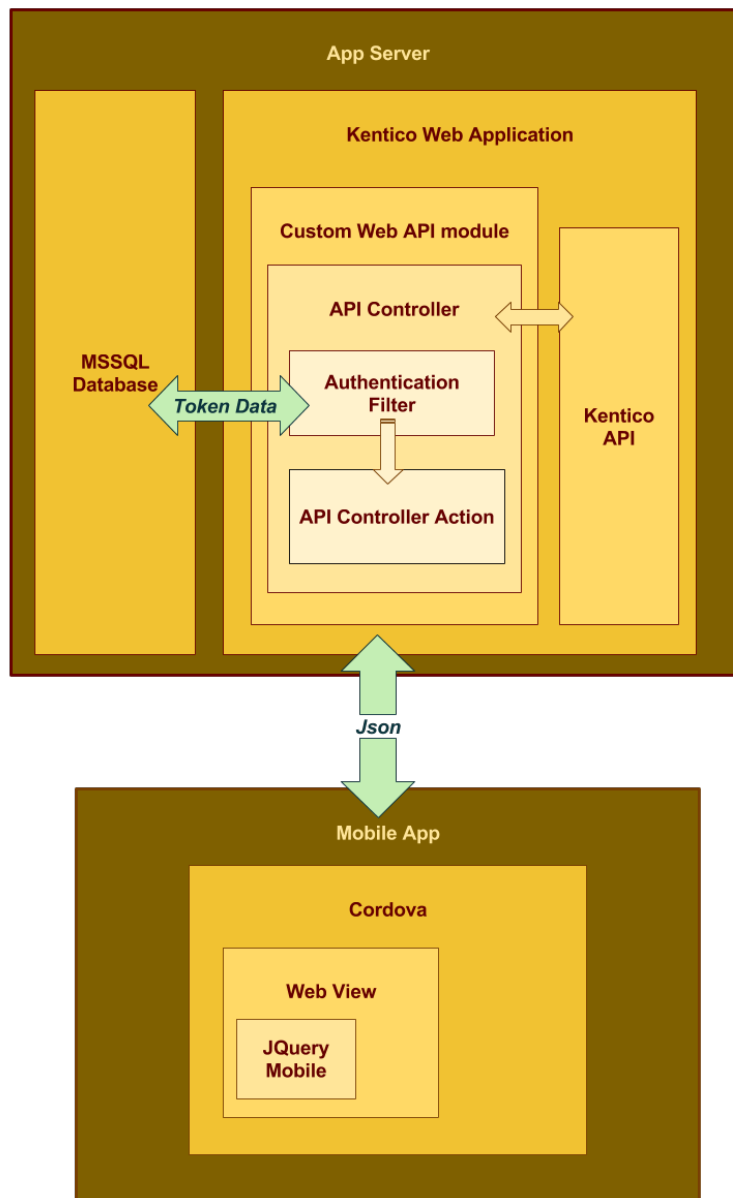 App Server
Kentico Web Application
Custom Web API module
API Controller
MSSQL
Database
Token Data
Authentication
Filter
Kentico
API
API Controller Action
Json
Mobile App
Cordova
Web View
JQuery
Mobile